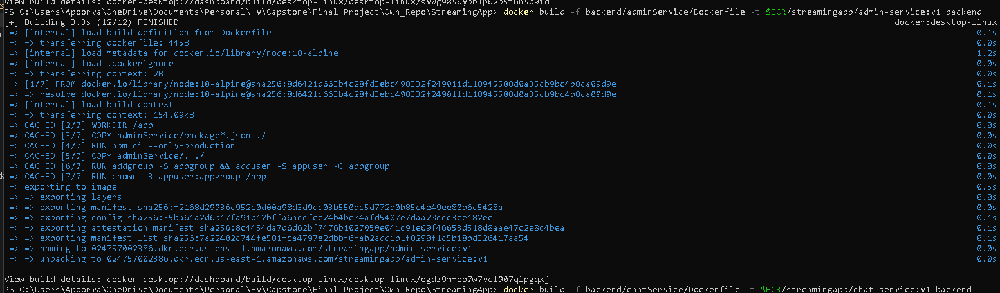 View build details: docker-desktop://dashboard/build/desktop-linux/desktop-linux/sv0g98v6ybb1p62b5t6nvd9id
PS C:\Users\Apoorva\OneDrive\Documents\Personal\HV\Capstone\Final Project\Own_Repo\StreamingApp> docker build -f backend/adminService/Dockerfile -t $ECR/streamingapp/admin-service:v1 backend
[+] Building 3.3s (12/12) FINISHED docker:desktop-linux
=> [internal] load build definition from Dockerfile 0.1s
=> => transferring dockerfile: 445B 0.0s
=> [internal] load metadata for docker.io/library/node:18-alpine 1.2s
=> [internal] load .dockerignore 0.0s
=> => transferring context: 2B 0.0s
=> [1/7] FROM docker.io/library/node:18-alpine@sha256:8d6421d663b4c28fd3ebc498332f249011d118945588d0a35cb9bc4b8ca09d9e 0.1s
=> => resolve docker.io/library/node:18-alpine@sha256:8d6421d663b4c28fd3ebc498332f249011d118945588d0a35cb9bc4b8ca09d9e 0.1s
=> [internal] load build context 0.1s
=> => transferring context: 154.09kB 0.1s
=> CACHED [2/7] WORKDIR /app 0.0s
=> CACHED [3/7] COPY adminService/package*.json ./ 0.0s
=> CACHED [4/7] RUN npm ci --only=production 0.0s
=> CACHED [5/7] COPY adminService/. ./ 0.0s
=> CACHED [6/7] RUN addgroup -S appgroup && adduser -S appuser -G appgroup 0.0s
=> CACHED [7/7] RUN chown -R appuser:appgroup /app 0.0s
=> exporting to image 0.5s
=> => exporting layers 0.0s
=> => exporting manifest sha256:f2168d29936c952c0d00a98d3d9dd03b550bc5d772b0b85c4e49ee80b6c5428a 0.0s
=> => exporting config sha256:35ba61a2d6b17fa91d12bffa6accfcc24b4bc74afd5407e7daa28ccc3ce182ec 0.1s
=> => exporting attestation manifest sha256:8c4454da7d6d62bf7476b1027050e041c91e69f46653d518d8aae47c2e8c4bea 0.1s
=> => exporting manifest list sha256:7a22402c744fe581fca4797e2dbbf6fab2add1b1f0290f1c5b18bd326417aa54 0.1s
=> => naming to 024757002386.dkr.ecr.us-east-1.amazonaws.com/streamingapp/admin-service:v1 0.0s
=> => unpacking to 024757002386.dkr.ecr.us-east-1.amazonaws.com/streamingapp/admin-service:v1 0.0s
View build details: docker-desktop://dashboard/build/desktop-linux/desktop-linux/egdz9mfeo7w7vc1907qipgqxj
PS C:\Users\Apoorva\OneDrive\Documents\Personal\HV\Capstone\Final Project\Own_Repo\StreamingApp> docker build -f backend/chatService/Dockerfile -t $ECR/streamingapp/chat-service:v1 backend